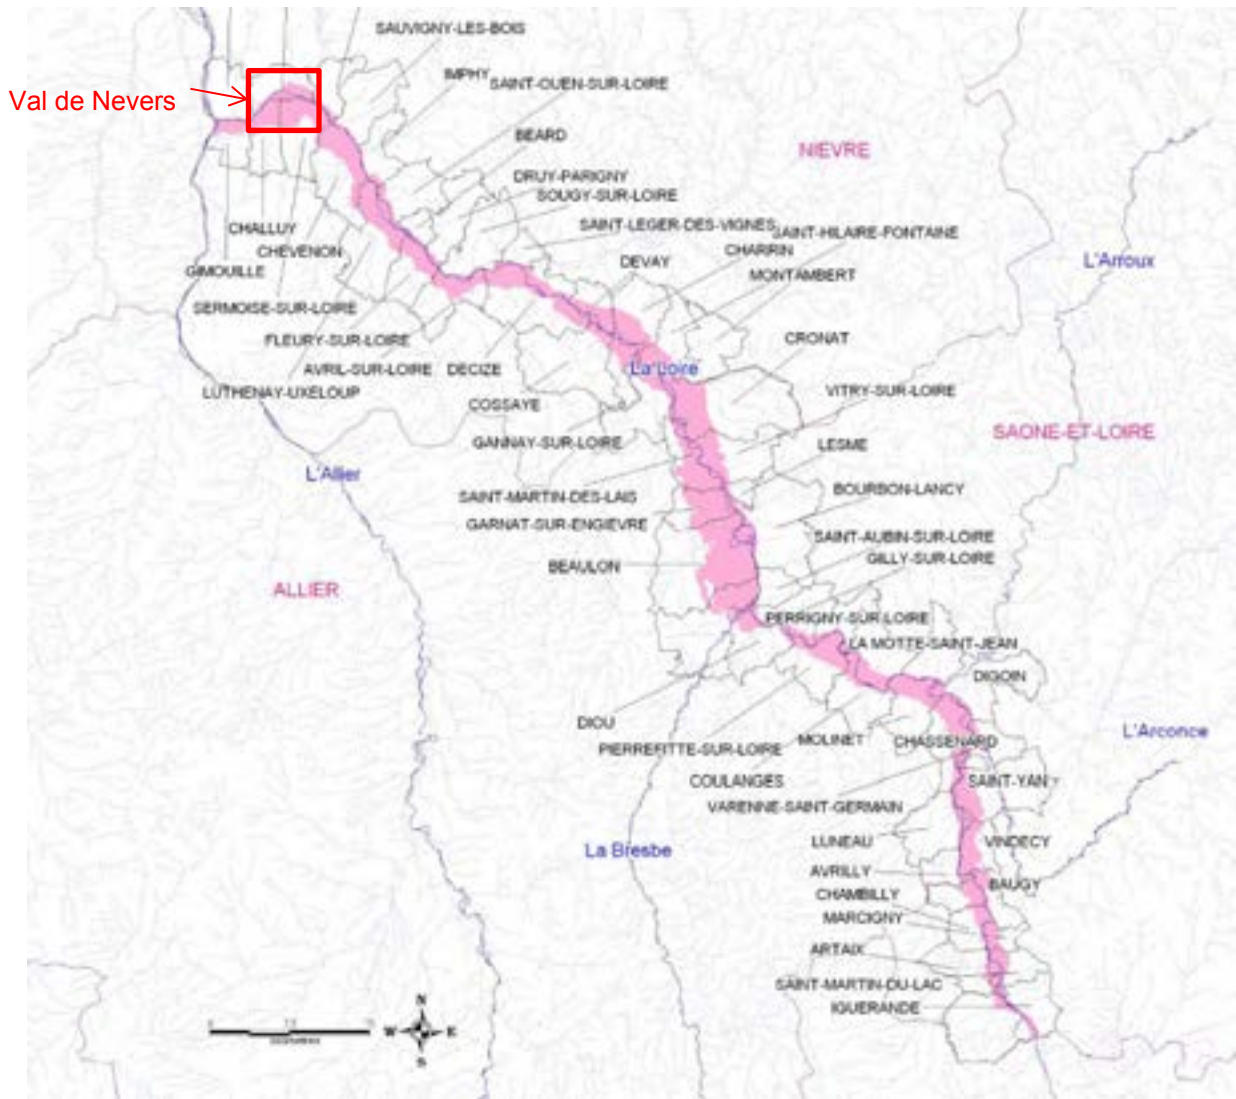 SAUVIGNY-LES-BOIS
IMPHY
SAINT-OUEN-SUR-LOIRE
Val de Nevers
BEARD
NIEVRE
DRUY-PARIGNY
SOUGY-SUR-LOIRE
SAINT-LEGER-DES-VIGNES
SAINT-HILAIRE-FONTAINE
CHALLUY
CHARRIN
CHEVENON
DEVAY
L'Arroux
GIMOUILLE
MONTAMBERT
SERMOISE-SUR-LOIRE
FLEURY-SUR-LOIRE
CRONAT
AVRIL-SUR-LOIRE
DECIZE
La Loire
LUTHENAY-UXELOUP
VITRY-SUR-LOIRE
COSSAYE
SAONE-ET-LOIRE
GANNAY-SUR-LOIRE
LESME
L'Allier
BOURBON-LANCY
SAINT-MARTIN-DES-LAIS
GARNAT-SUR-ENGIEVRE
SAINT-AUBIN-SUR-LOIRE
GILLY-SUR-LOIRE
BEAULON
ALLIER
PERRIGNY-SUR-LOIRE
LA MOTTE-SAINT-JEAN
DIGOIN
DIOU
PIERREFITTE-SUR-LOIRE
MOLINET
CHASSENARD
L'Arconce
COULANGES
SAINT-YAN
VARENNE-SAINT-GERMAIN
LUNEAU
VINDECY
La Bresbe
AVRILLY
BAUGY
CHAMBILLY
MARCIGNY
ARTAIX
SAINT-MARTIN-DU-LAC
IGUERANDE
N
W E
S